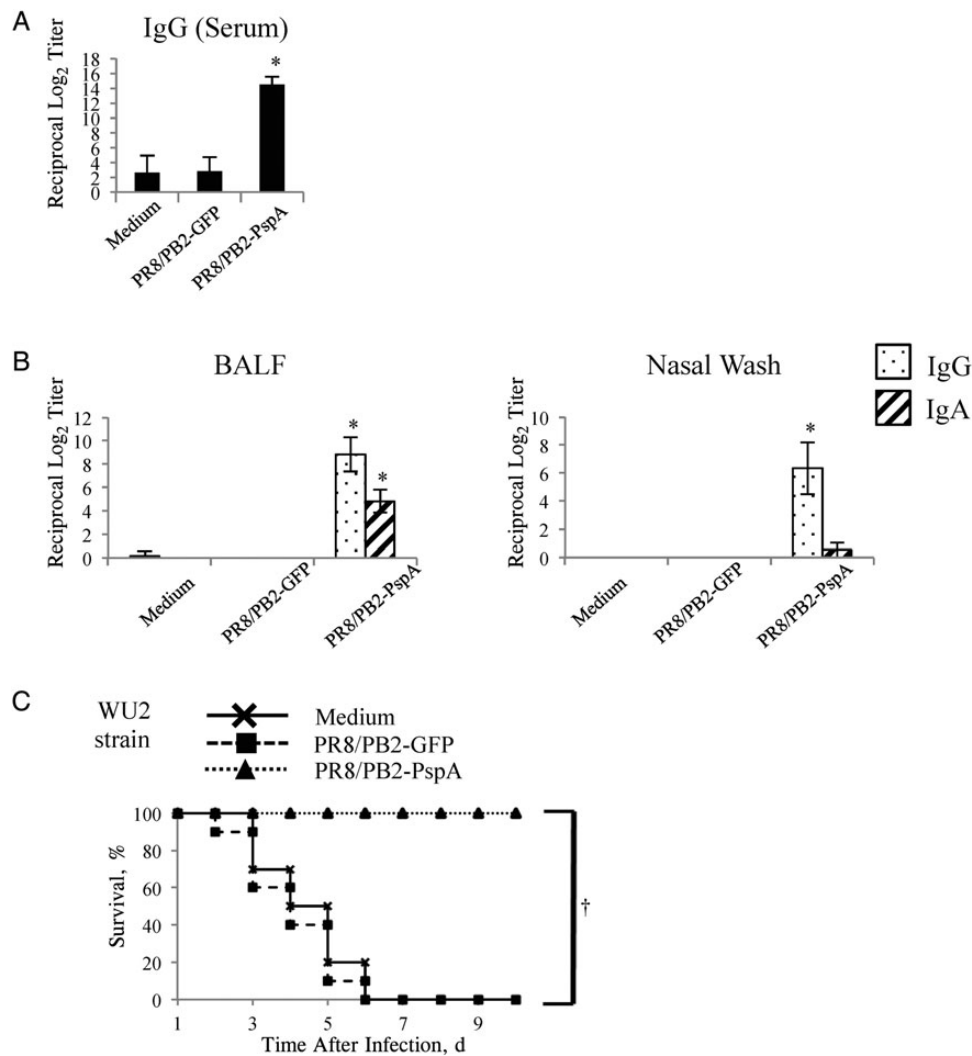 A
IgG (Serum)
Reciprocal Log2 Titer
18
16
14
12
10
8
6
4
2
0
*
Medium
PR8/PB2-GFP
PR8/PB2-PspA
B
BALF
Reciprocal Log2 Titer
12
10
8
6
4
2
0
*
*
Medium
PR8/PB2-GFP
PR8/PB2-PspA
Nasal Wash
Reciprocal Log2 Titer
10
8
6
4
2
0
*
Medium
PR8/PB2-GFP
PR8/PB2-PspA
IgG
IgA
C
WU2
strain
Medium
PR8/PB2-GFP
PR8/PB2-PspA
Survival, %
100
80
60
40
20
0
1 3 5 7 9
Time After Infection, d
†